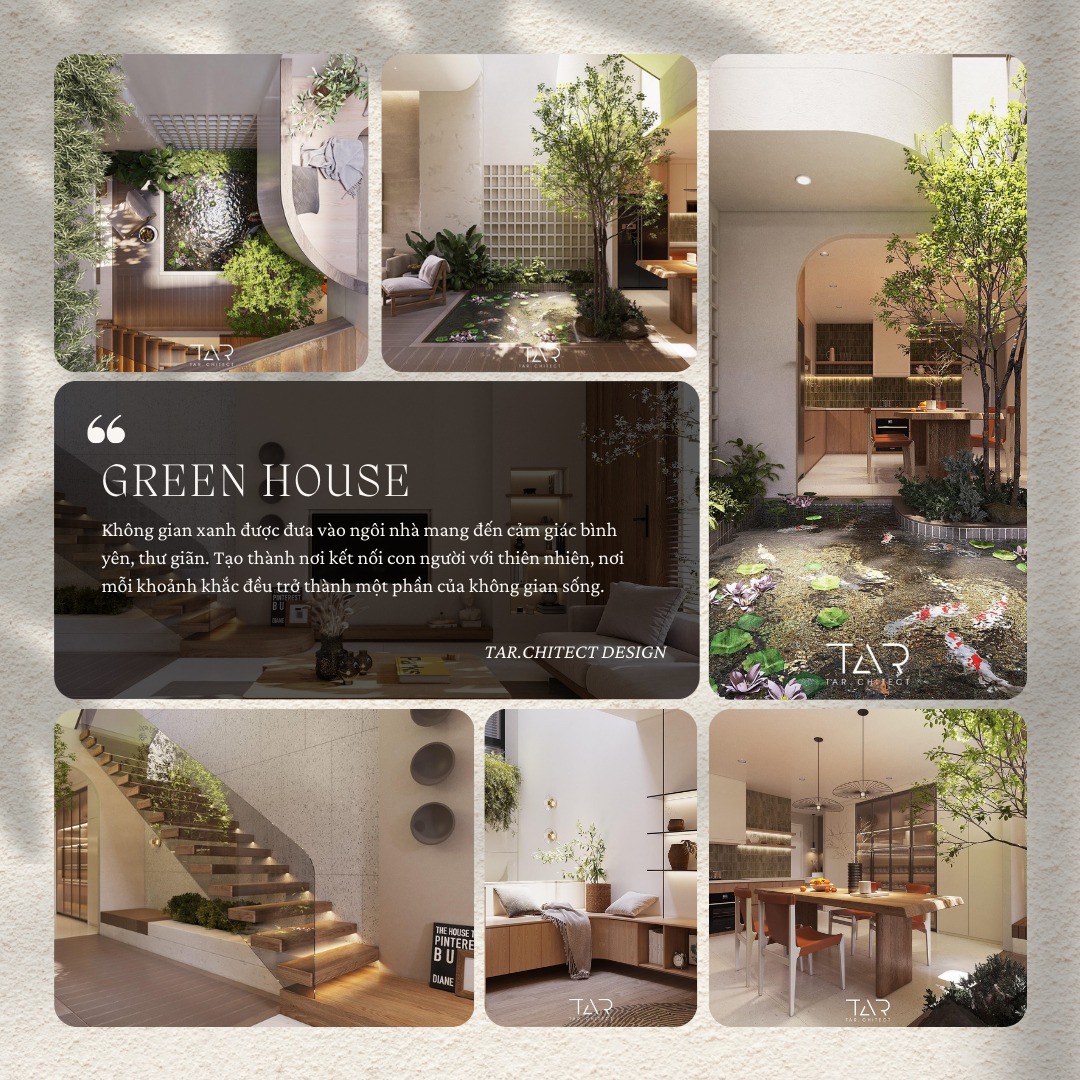 TAR
TAR.CHITECT
TAR
TAR.CHITECT
❝
GREEN HOUSE
Không gian xanh được đưa vào ngôi nhà mang đến cảm giác bình
yên, thư giãn. Tạo thành nơi kết nối con người với thiên nhiên, nơi
mỗi khoảnh khắc đều trở thành một phần của không gian sống.
PINTEREST
BU
DIANE
TAR.CHITECT DESIGN
TAR
TAR.CHITECT
THE HOUSE T
PINTERE
BU
DIANE
TAR
TAR.CHITECT
TAR
TAR.CHITECT